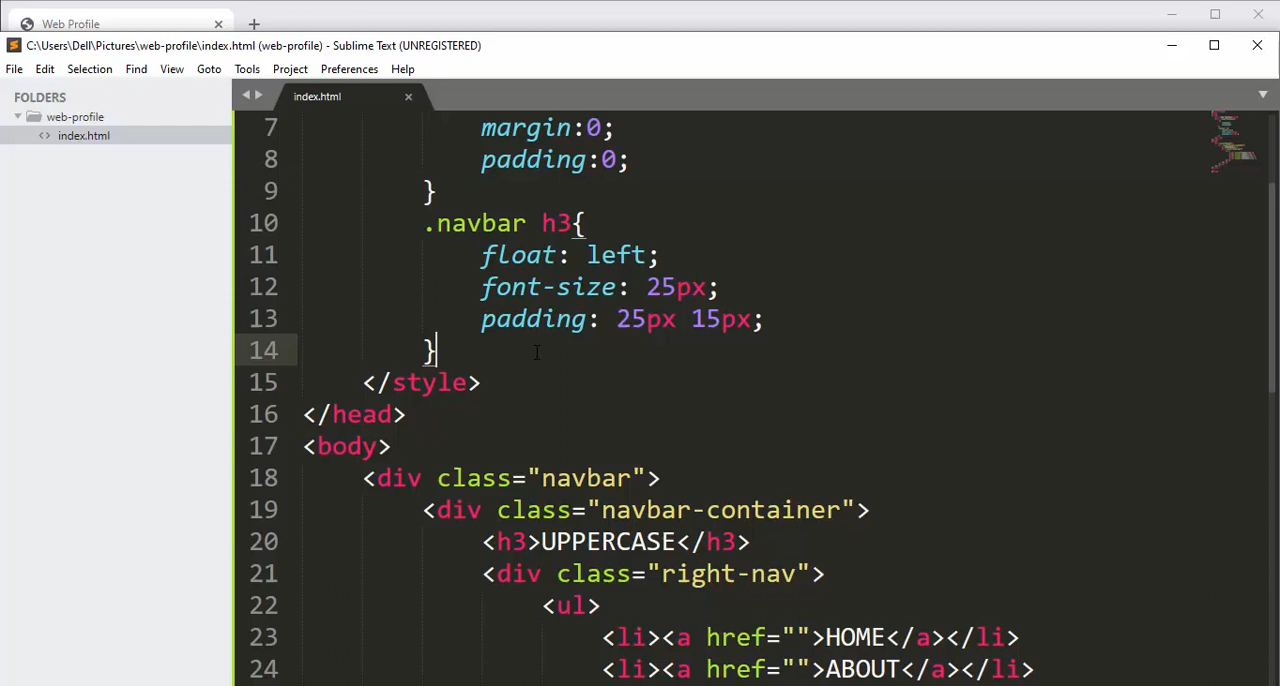 Web Profile
C:\Users\Dell\Pictures\web-profile\index.html (web-profile) - Sublime Text (UNREGISTERED)
File Edit Selection Find View Goto Tools Project Preferences Help
FOLDERS
web-profile
index.html
index.html
7 margin:0;
8 padding:0;
9 }
10 .navbar h3{
11 float: left;
12 font-size: 25px;
13 padding: 25px 15px;
14 }
15 </style>
16 </head>
17 <body>
18 <div class="navbar">
19 <div class="navbar-container">
20 <h3>UPPERCASE</h3>
21 <div class="right-nav">
22 <ul>
23 <li><a href="">HOME</a></li>
24 <li><a href="">ABOUT</a></li>